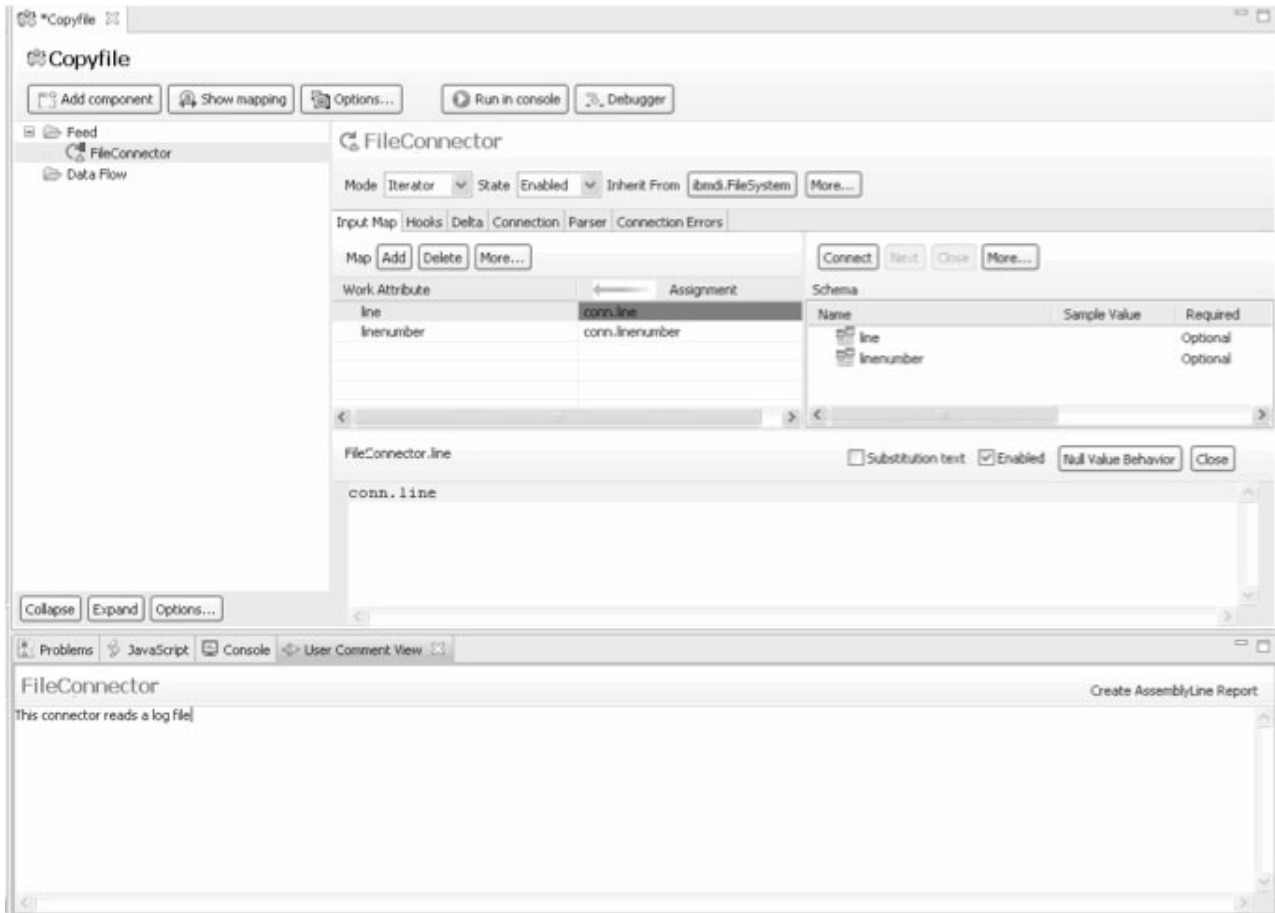 *Copyfile
Copyfile
Add component Show mapping Options... Run in console Debugger
Feed
FileConnector
Data Flow
FileConnector
Mode Iterator State Enabled Inherit From ibmdi.FileSystem More...
Input Map Hooks Delta Connection Parser Connection Errors
Map Add Delete More...
Work Attribute Assignment
line conn.line
linenumber conn.linenumber
Connect Next Close More...
Schema
Name Sample Value Required
line Optional
linenumber Optional
FileConnector.line Substitution text Enabled Null Value Behavior Close
conn.line
Collapse Expand Options...
Problems JavaScript Console User Comment View
FileConnector Create AssemblyLine Report
This connector reads a log file